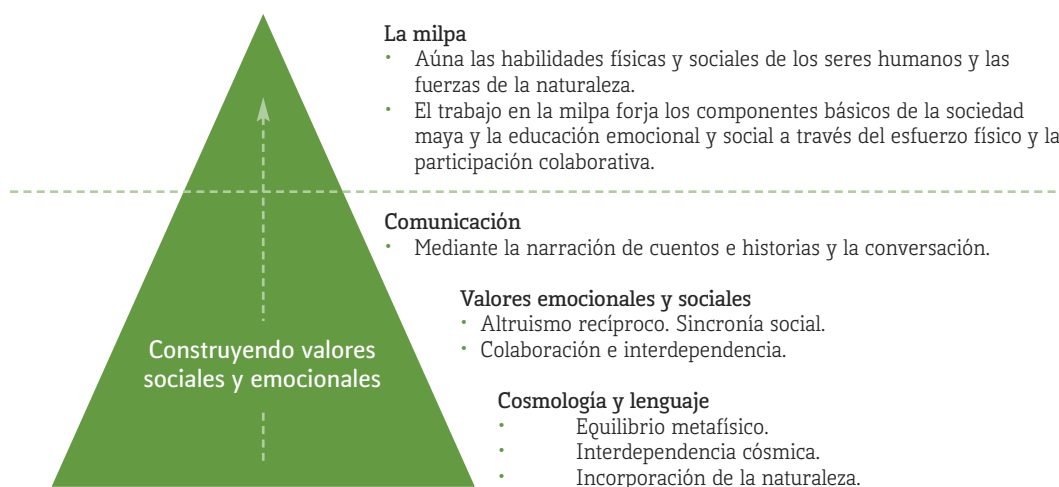 La milpa
• Aúna las habilidades físicas y sociales de los seres humanos y las
fuerzas de la naturaleza.
• El trabajo en la milpa forja los componentes básicos de la sociedad
maya y la educación emocional y social a través del esfuerzo físico y la
participación colaborativa.
Comunicación
• Mediante la narración de cuentos e historias y la conversación.
Valores emocionales y sociales
• Altruismo recíproco. Sincronía social.
• Colaboración e interdependencia.
Construyendo valores
sociales y emocionales
Cosmología y lenguaje
• Equilibrio metafísico.
• Interdependencia cósmica.
• Incorporación de la naturaleza.